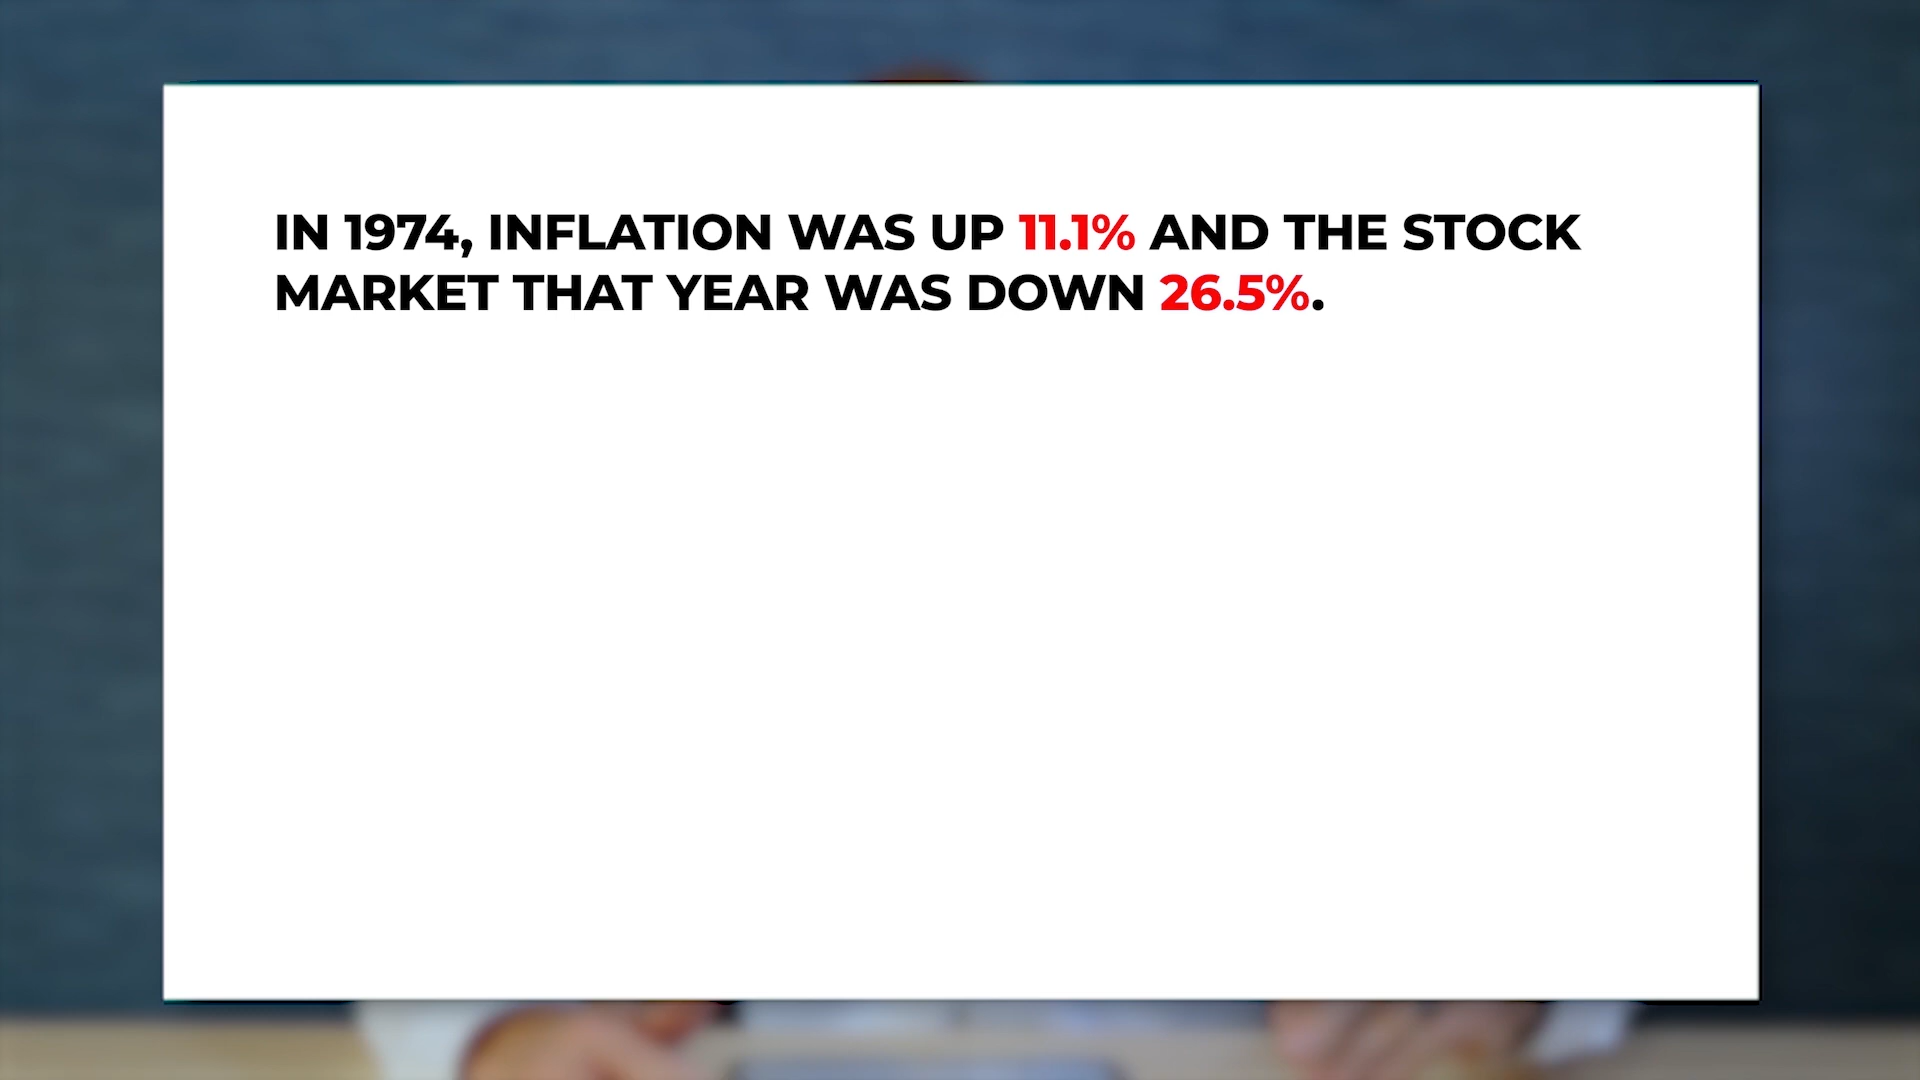 IN 1974, INFLATION WAS UP 11.1% AND THE STOCK
MARKET THAT YEAR WAS DOWN 26.5%.